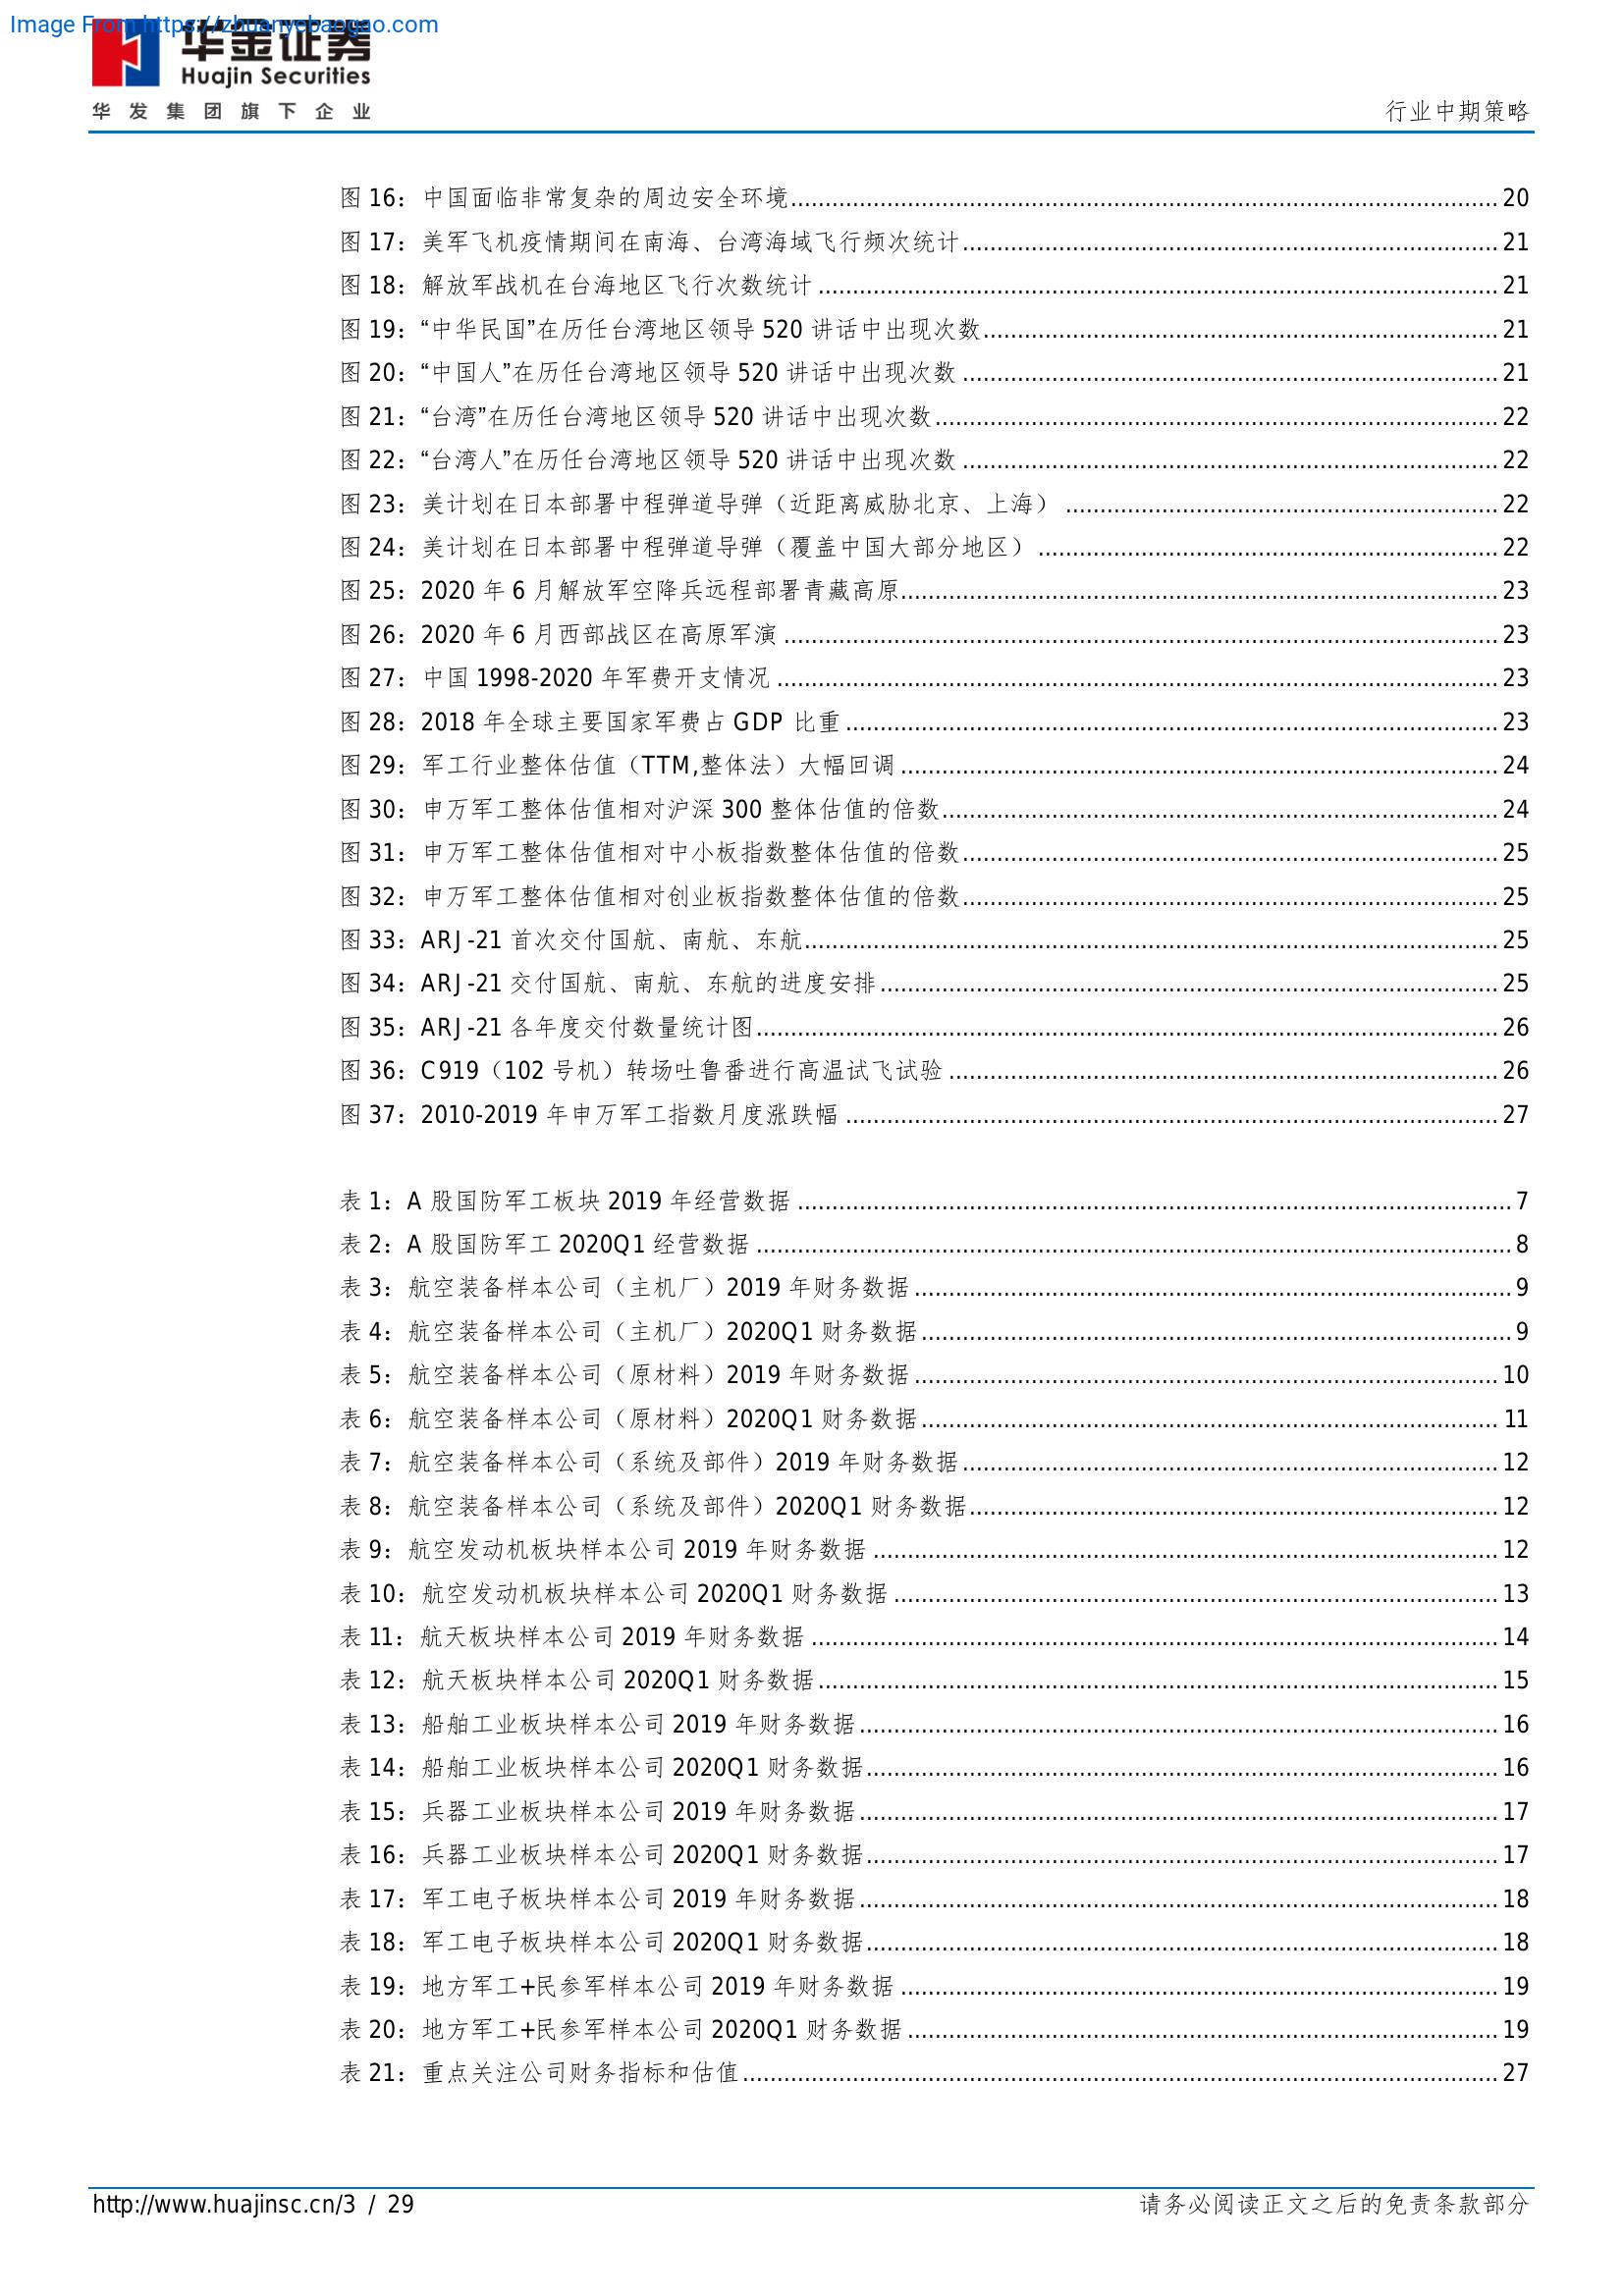 Image From https://zhuanyebaogao.com
华金证券
Huajin Securities
华发集团旗下企业
行业中期策略
图 16：中国面临非常复杂的周边安全环境 20
图 17：美军飞机疫情期间在南海、台湾海域飞行频次统计 21
图 18：解放军战机在台海地区飞行次数统计 21
图 19：“中华民国”在历任台湾地区领导 520 讲话中出现次数 21
图 20：“中国人”在历任台湾地区领导 520 讲话中出现次数 21
图 21：“台湾”在历任台湾地区领导 520 讲话中出现次数 22
图 22：“台湾人”在历任台湾地区领导 520 讲话中出现次数 22
图 23：美计划在日本部署中程弹道导弹（近距离威胁北京、上海） 22
图 24：美计划在日本部署中程弹道导弹（覆盖中国大部分地区） 22
图 25：2020 年 6 月解放军空降兵远程部署青藏高原 23
图 26：2020 年 6 月西部战区在高原军演 23
图 27：中国 1998-2020 年军费开支情况 23
图 28：2018 年全球主要国家军费占 GDP 比重 23
图 29：军工行业整体估值（TTM,整体法）大幅回调 24
图 30：申万军工整体估值相对沪深 300 整体估值的倍数 24
图 31：申万军工整体估值相对中小板指数整体估值的倍数 25
图 32：申万军工整体估值相对创业板指数整体估值的倍数 25
图 33：ARJ-21 首次交付国航、南航、东航 25
图 34：ARJ-21 交付国航、南航、东航的进度安排 25
图 35：ARJ-21 各年度交付数量统计图 26
图 36：C919（102 号机）转场吐鲁番进行高温试飞试验 26
图 37：2010-2019 年申万军工指数月度涨跌幅 27
表 1：A 股国防军工板块 2019 年经营数据 7
表 2：A 股国防军工 2020Q1 经营数据 8
表 3：航空装备样本公司（主机厂）2019 年财务数据 9
表 4：航空装备样本公司（主机厂）2020Q1 财务数据 9
表 5：航空装备样本公司（原材料）2019 年财务数据 10
表 6：航空装备样本公司（原材料）2020Q1 财务数据 11
表 7：航空装备样本公司（系统及部件）2019 年财务数据 12
表 8：航空装备样本公司（系统及部件）2020Q1 财务数据 12
表 9：航空发动机板块样本公司 2019 年财务数据 12
表 10：航空发动机板块样本公司 2020Q1 财务数据 13
表 11：航天板块样本公司 2019 年财务数据 14
表 12：航天板块样本公司 2020Q1 财务数据 15
表 13：船舶工业板块样本公司 2019 年财务数据 16
表 14：船舶工业板块样本公司 2020Q1 财务数据 16
表 15：兵器工业板块样本公司 2019 年财务数据 17
表 16：兵器工业板块样本公司 2020Q1 财务数据 17
表 17：军工电子板块样本公司 2019 年财务数据 18
表 18：军工电子板块样本公司 2020Q1 财务数据 18
表 19：地方军工+民参军样本公司 2019 年财务数据 19
表 20：地方军工+民参军样本公司 2020Q1 财务数据 19
表 21：重点关注公司财务指标和估值 27
http://www.huajinsc.cn/3 / 29
请务必阅读正文之后的免责条款部分